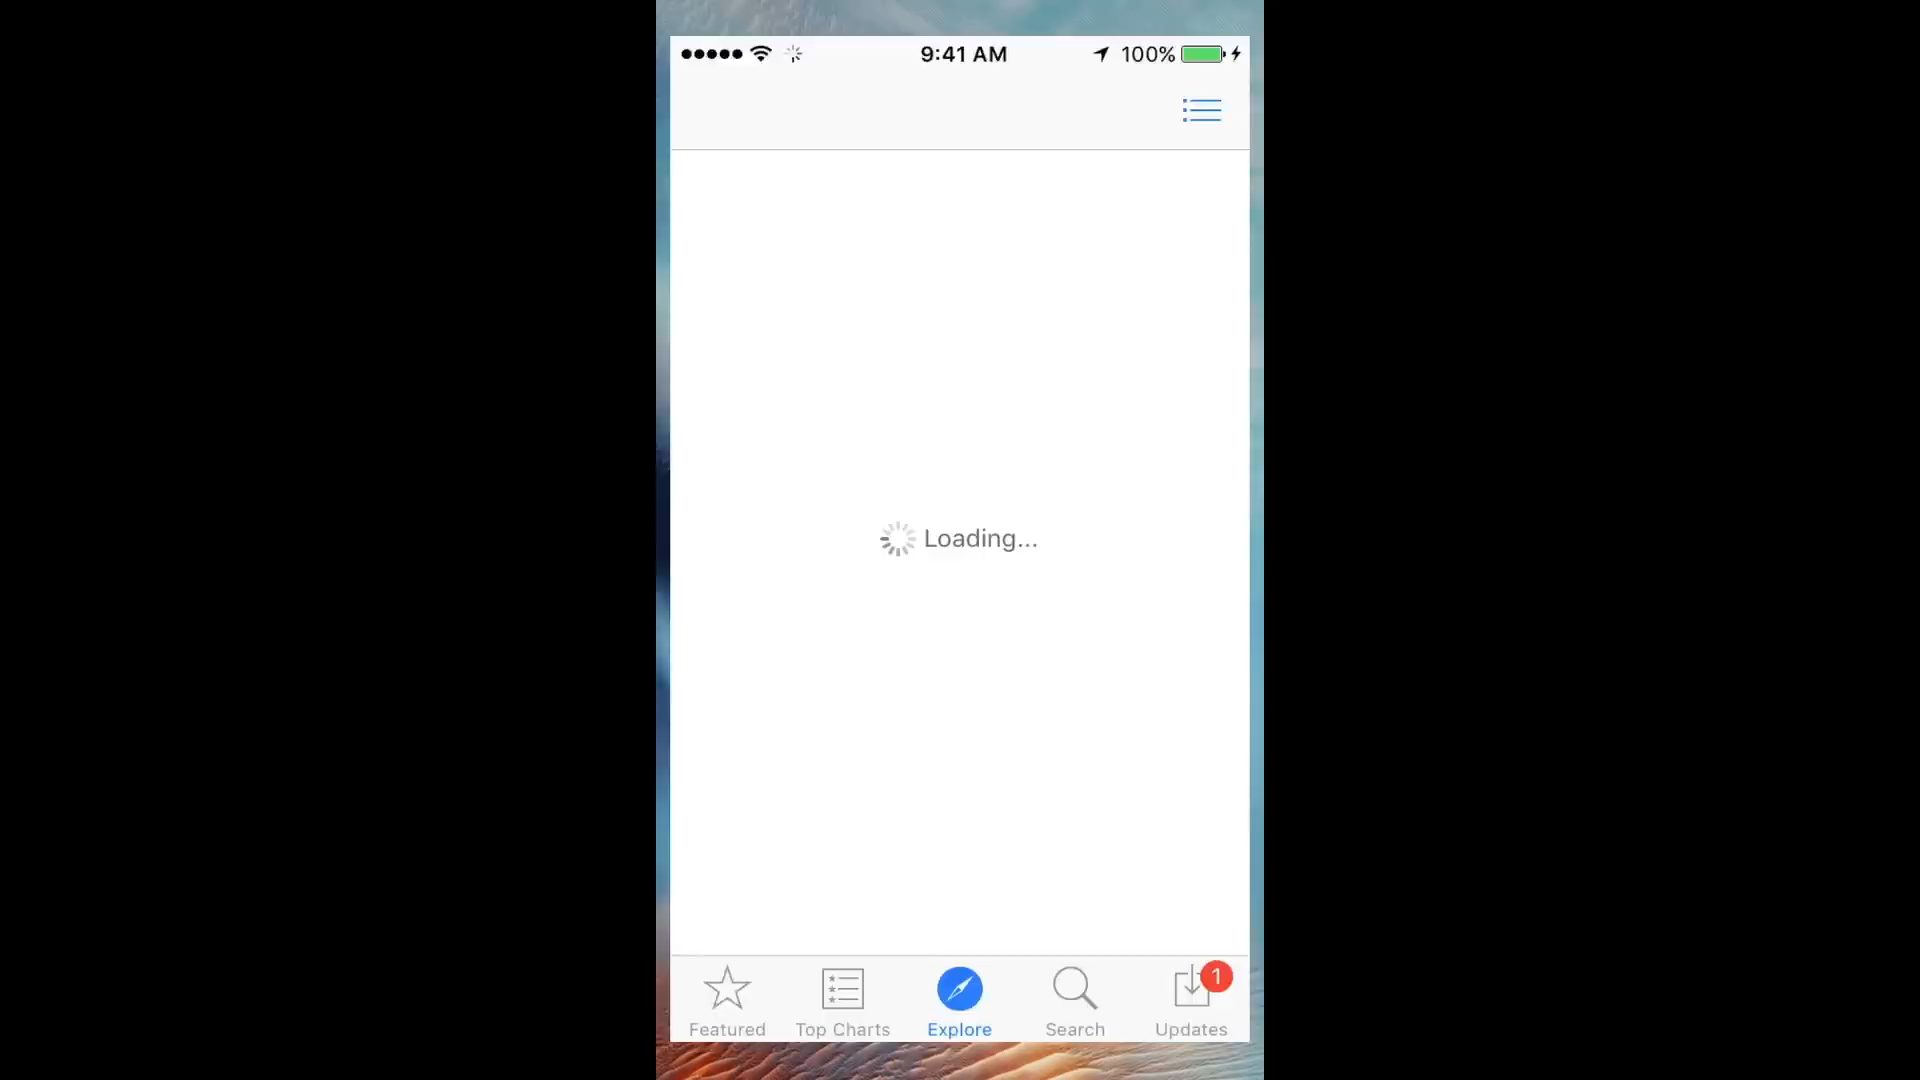 9:41 AM
100%
Loading...
1
Featured
Top Charts
Explore
Search
Updates